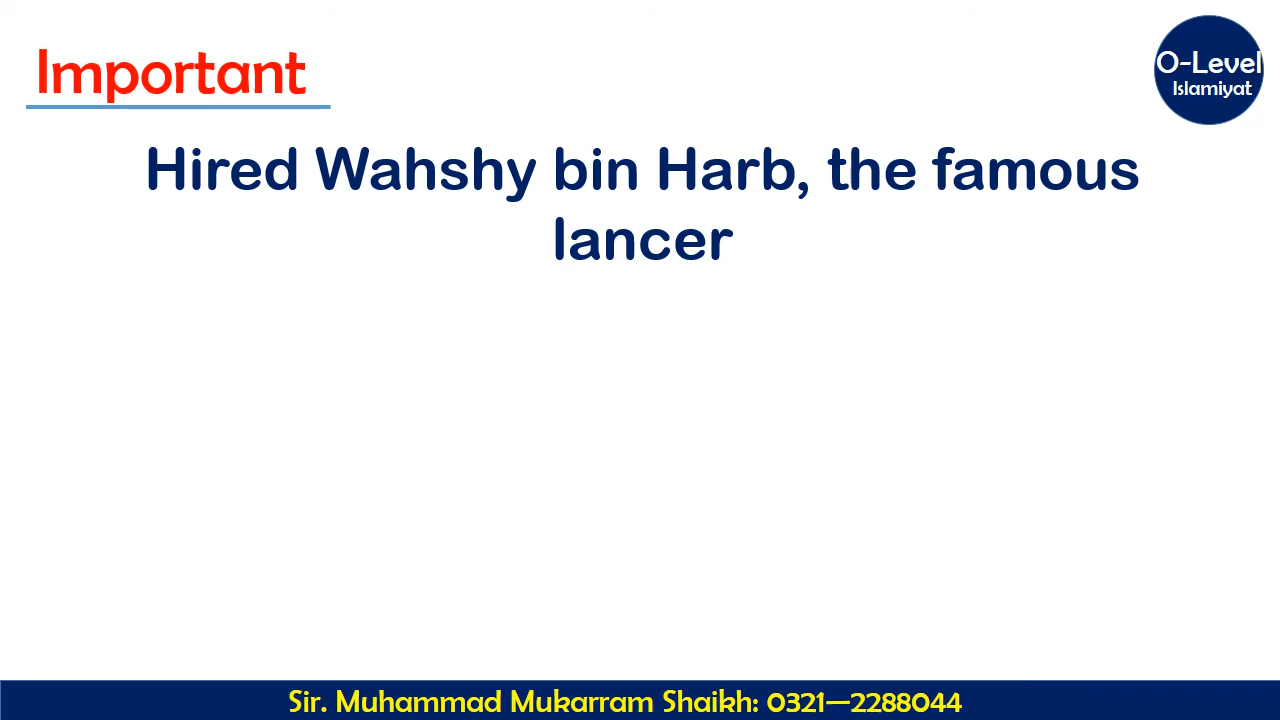 Important
O-Level
Islamiyat
Hired Wahshy bin Harb, the famous
lancer
Sir. Muhammad Mukarram Shaikh: 0321—2288044